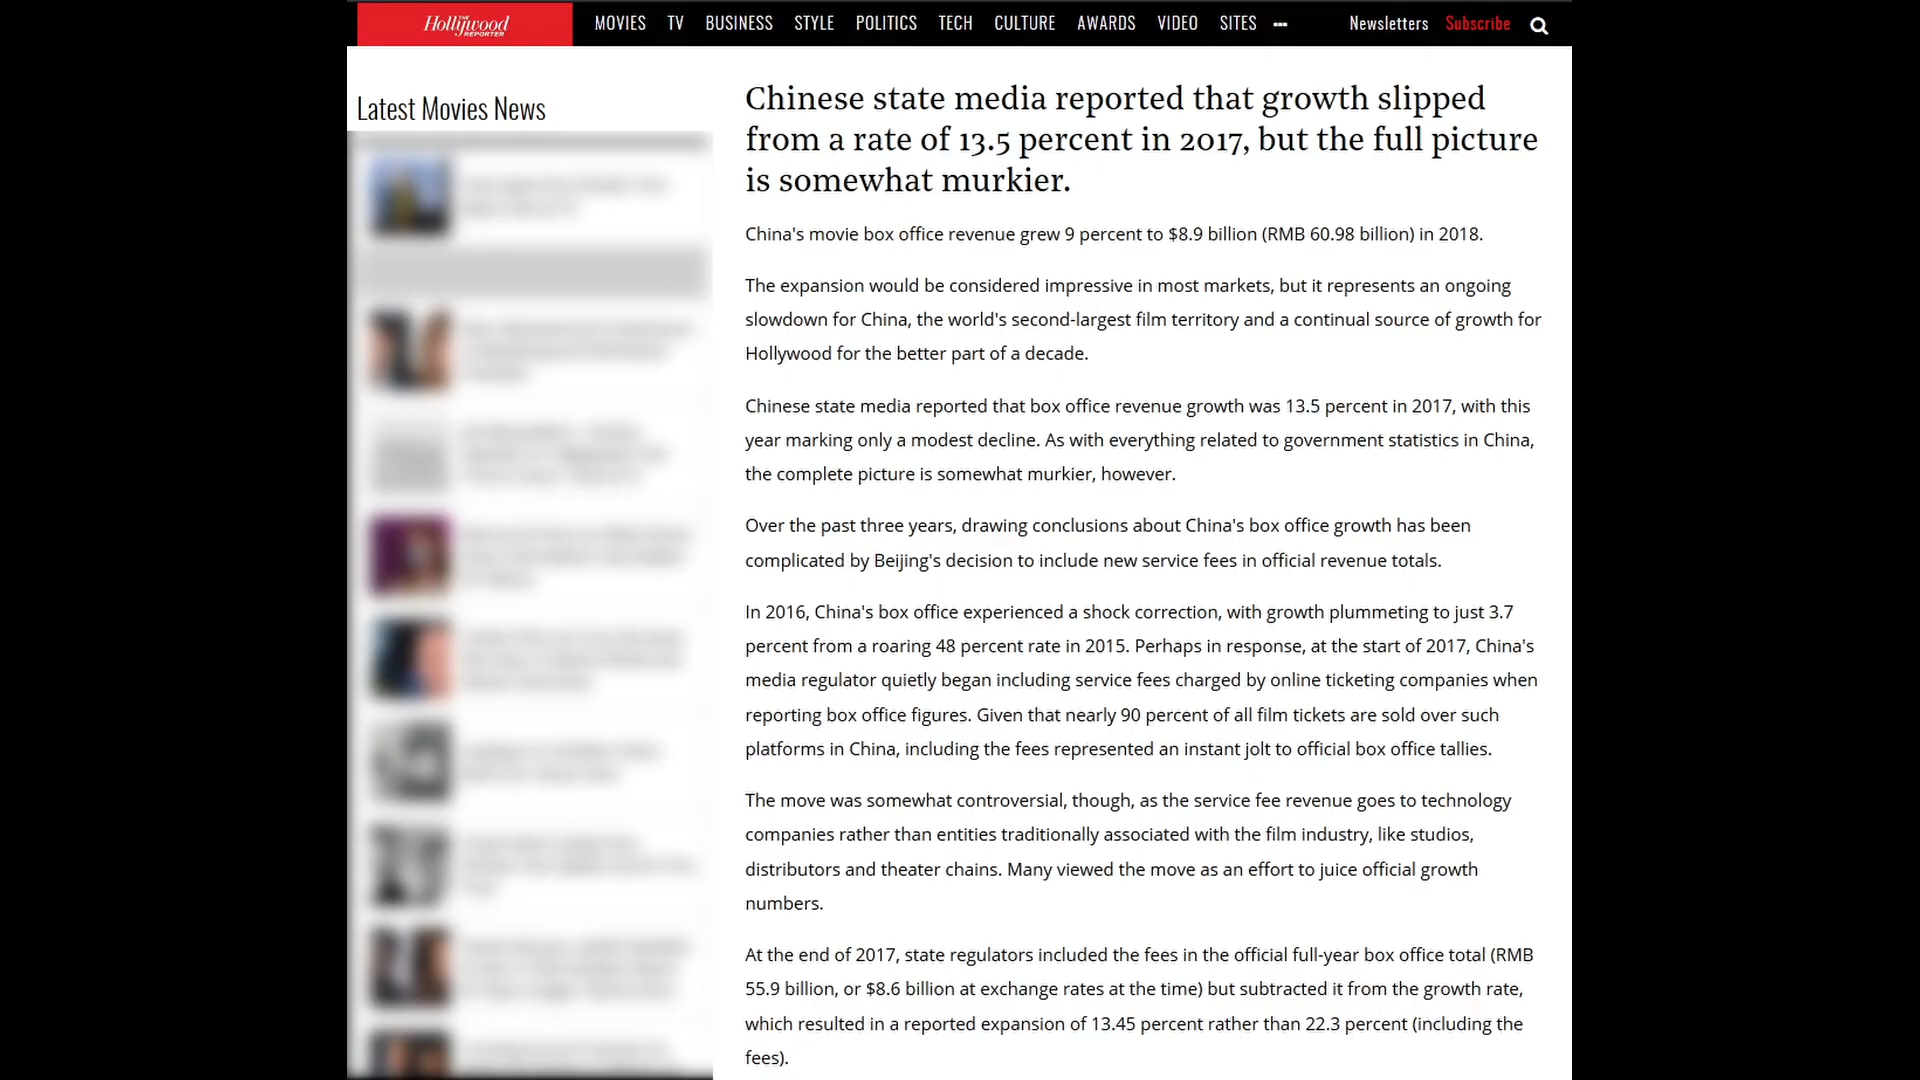 The Hollywood REPORTER
MOVIES TV BUSINESS STYLE POLITICS TECH CULTURE AWARDS VIDEO SITES ••• Newsletters Subscribe
Latest Movies News
Chinese state media reported that growth slipped
from a rate of 13.5 percent in 2017, but the full picture
is somewhat murkier.
China's movie box office revenue grew 9 percent to $8.9 billion (RMB 60.98 billion) in 2018.
The expansion would be considered impressive in most markets, but it represents an ongoing
slowdown for China, the world's second-largest film territory and a continual source of growth for
Hollywood for the better part of a decade.
Chinese state media reported that box office revenue growth was 13.5 percent in 2017, with this
year marking only a modest decline. As with everything related to government statistics in China,
the complete picture is somewhat murkier, however.
Over the past three years, drawing conclusions about China's box office growth has been
complicated by Beijing's decision to include new service fees in official revenue totals.
In 2016, China's box office experienced a shock correction, with growth plummeting to just 3.7
percent from a roaring 48 percent rate in 2015. Perhaps in response, at the start of 2017, China's
media regulator quietly began including service fees charged by online ticketing companies when
reporting box office figures. Given that nearly 90 percent of all film tickets are sold over such
platforms in China, including the fees represented an instant jolt to official box office tallies.
The move was somewhat controversial, though, as the service fee revenue goes to technology
companies rather than entities traditionally associated with the film industry, like studios,
distributors and theater chains. Many viewed the move as an effort to juice official growth
numbers.
At the end of 2017, state regulators included the fees in the official full-year box office total (RMB
55.9 billion, or $8.6 billion at exchange rates at the time) but subtracted it from the growth rate,
which resulted in a reported expansion of 13.45 percent rather than 22.3 percent (including the
fees).